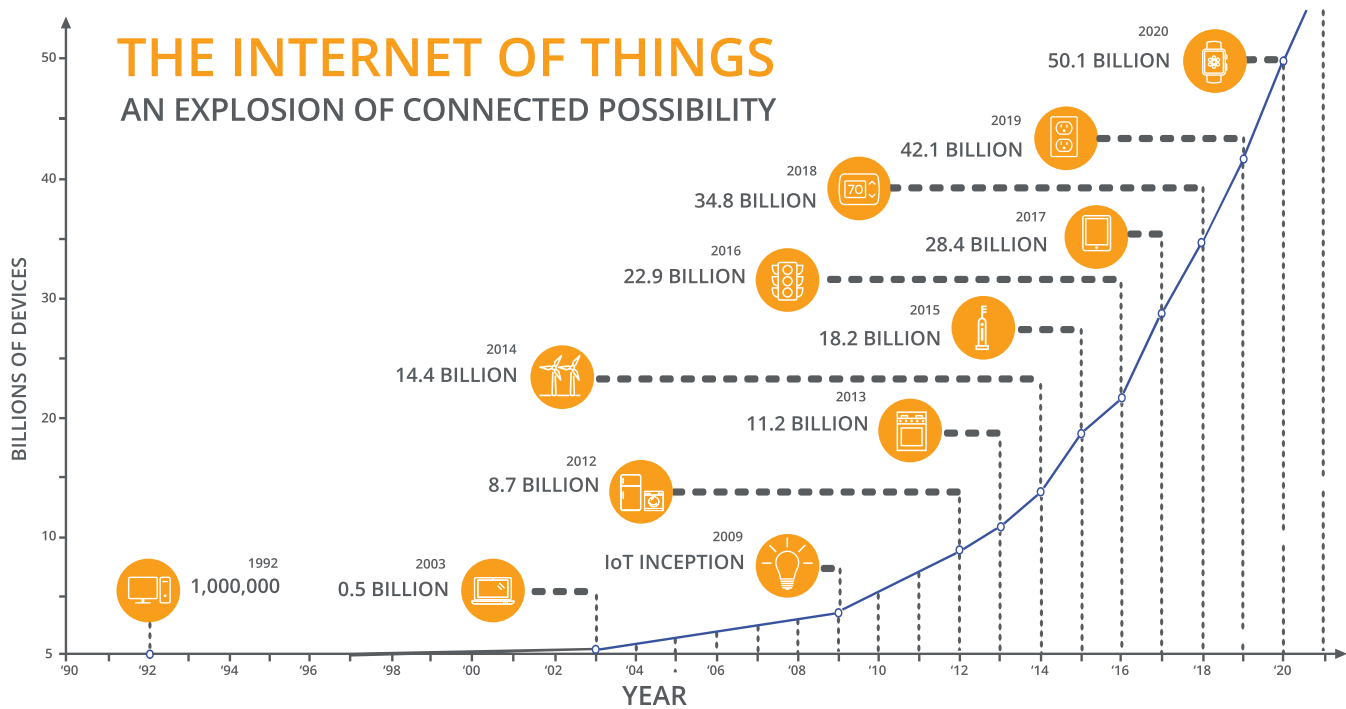 THE INTERNET OF THINGS
AN EXPLOSION OF CONNECTED POSSIBILITY
BILLIONS OF DEVICES
50
40
30
20
10
5
2020
50.1 BILLION
2019
42.1 BILLION
2018
34.8 BILLION
70
2017
28.4 BILLION
2016
22.9 BILLION
2015
18.2 BILLION
2014
14.4 BILLION
2013
11.2 BILLION
2012
8.7 BILLION
2009
IoT INCEPTION
2003
0.5 BILLION
1992
1,000,000
'90 '92 '94 '96 '98 '00 '02 '04 '06 '08 '10 '12 '14 '16 '18 '20
YEAR